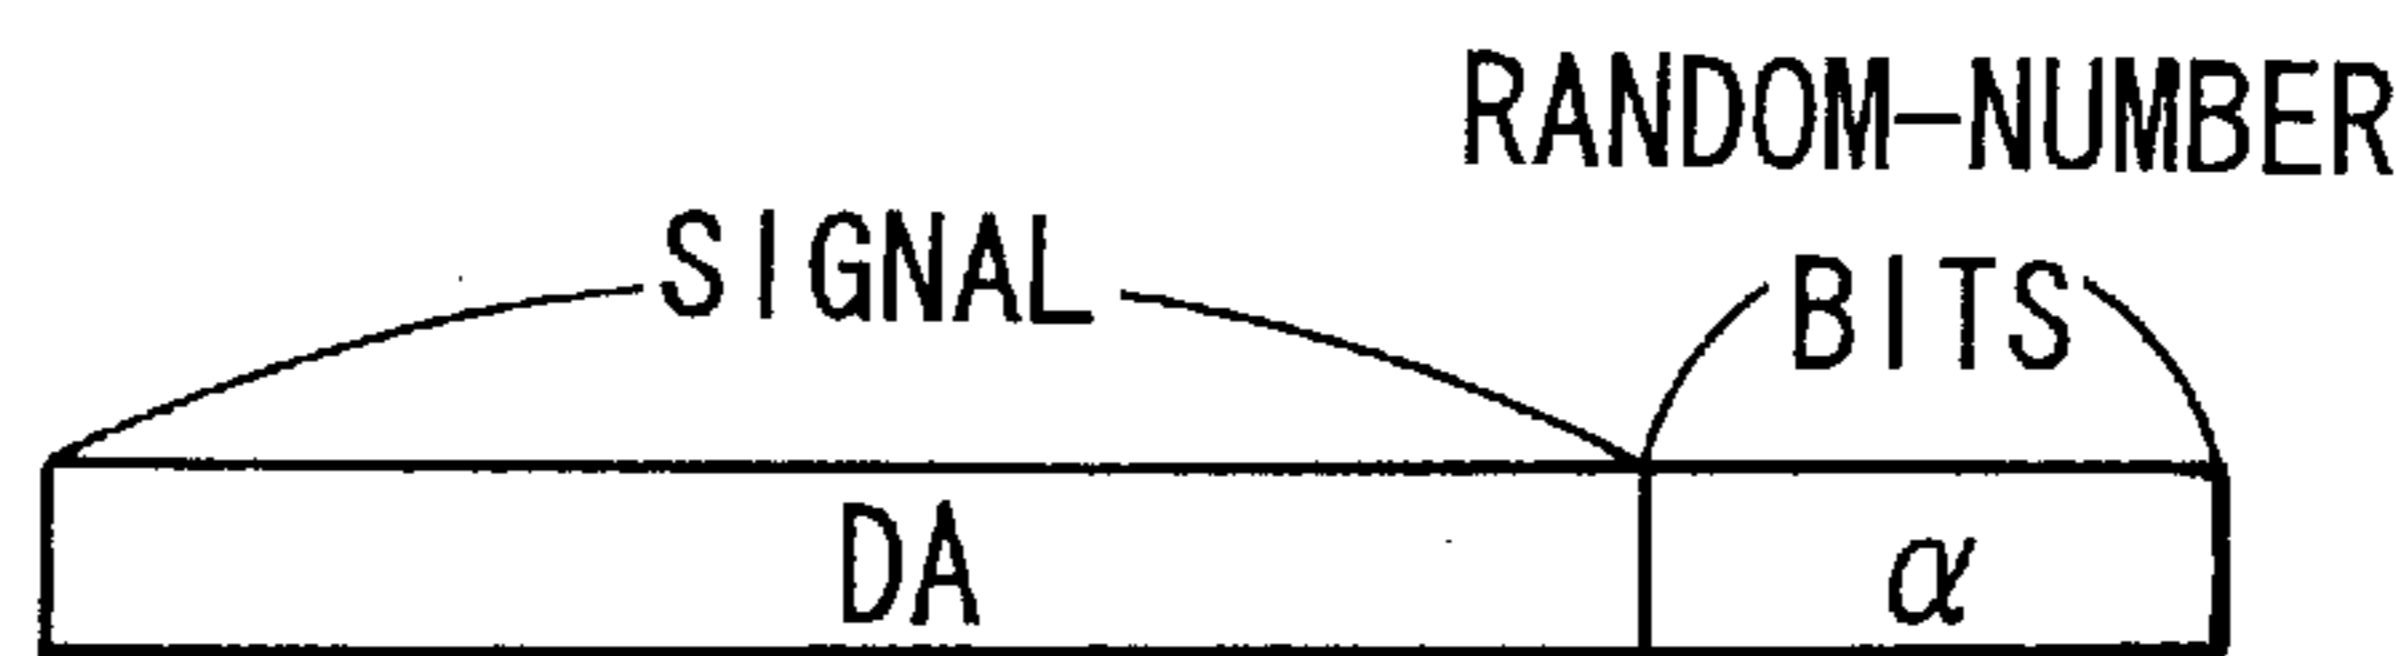 RANDOM-NUMBER
SIGNAL BITS
DA α